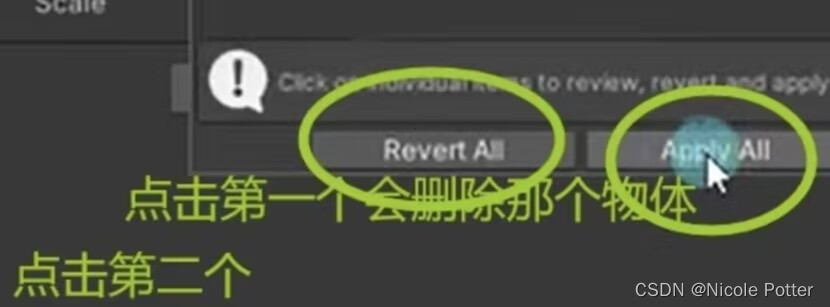 Scale
Click on individual items to review, revert and apply
Revert All
Apply All
点击第一个会删除那个物体
点击第二个
CSDN @Nicole Potter